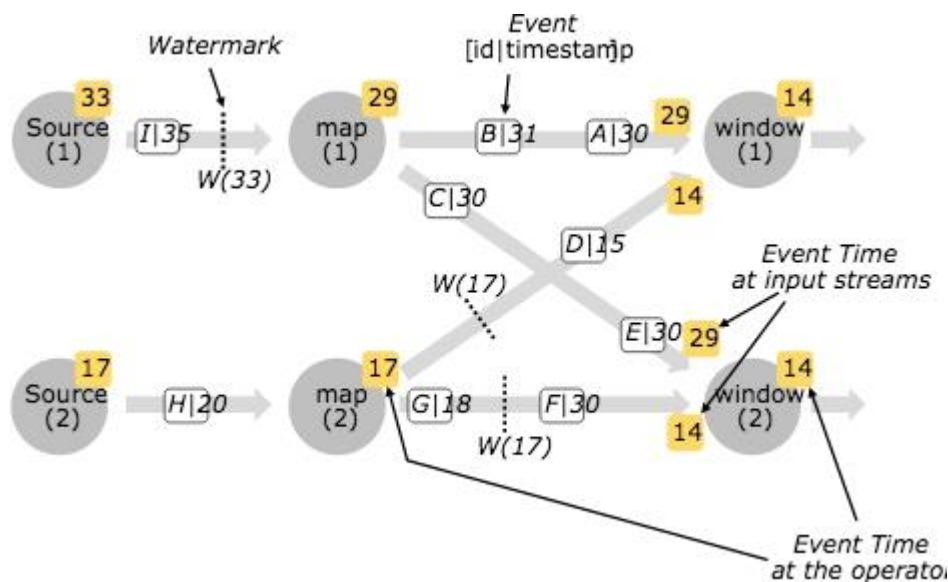 Event
[id|timestamp]
Watermark
33
29
14
Source
(1)
I|35
map
(1)
B|31
A|30
29
window
(1)
W(33)
C|30
14
D|15
Event Time
at input streams
W(17)
E|30
29
17
17
14
Source
(2)
H|20
map
(2)
G|18
F|30
14
window
(2)
W(17)
Event Time
at the operator